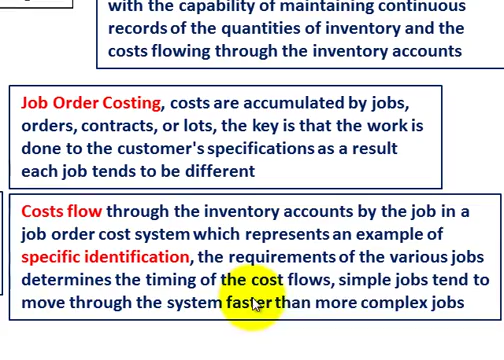 with the capability of maintaining continuous
records of the quantities of inventory and the
costs flowing through the inventory accounts
Job Order Costing, costs are accumulated by jobs,
orders, contracts, or lots, the key is that the work is
done to the customer's specifications as a result
each job tends to be different
Costs flow through the inventory accounts by the job in a
job order cost system which represents an example of
specific identification, the requirements of the various jobs
determines the timing of the cost flows, simple jobs tend to
move through the system faster than more complex jobs